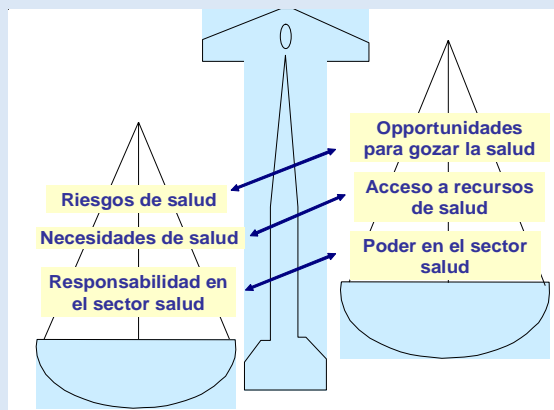 Riesgos de salud
Necesidades de salud
Responsabilidad en
el sector salud
Opportunidades
para gozar la salud
Acceso a recursos
de salud
Poder en el sector
salud